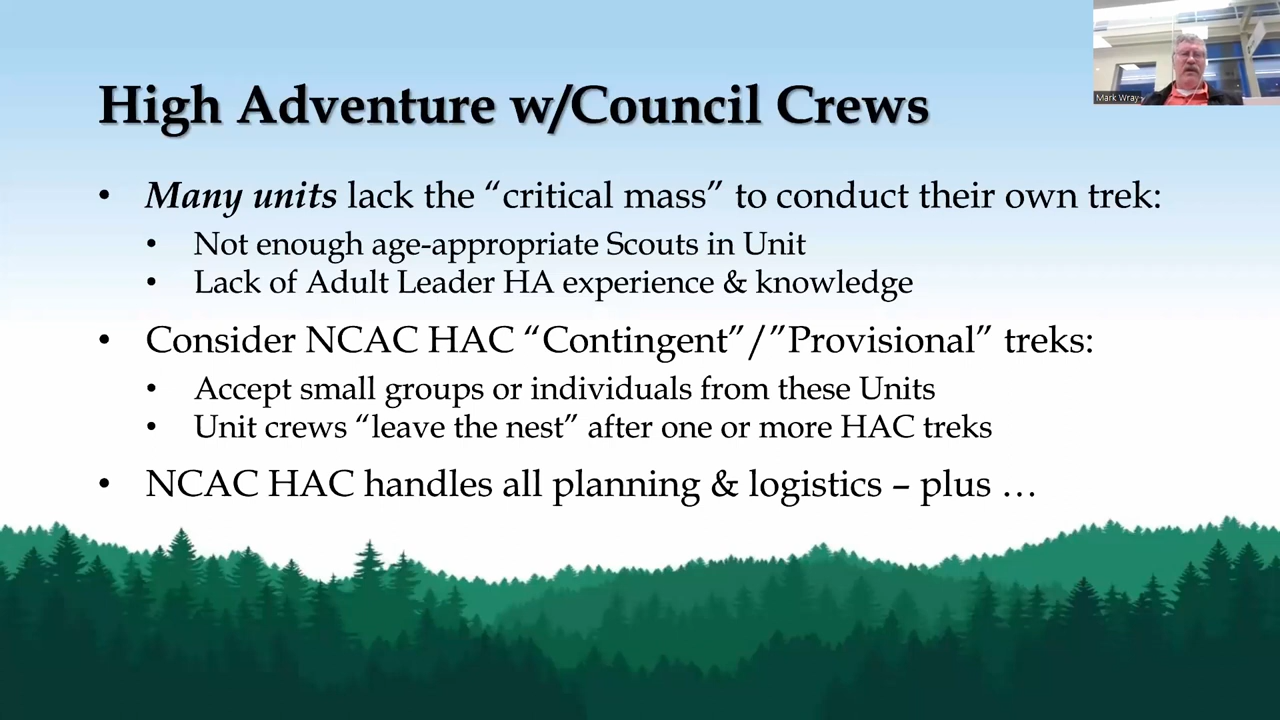 High Adventure w/Council Crews
• Many units lack the “critical mass” to conduct their own trek:
• Not enough age-appropriate Scouts in Unit
• Lack of Adult Leader HA experience & knowledge
• Consider NCAC HAC “Contingent”/”Provisional” treks:
• Accept small groups or individuals from these Units
• Unit crews “leave the nest” after one or more HAC treks
• NCAC HAC handles all planning & logistics – plus …
Mark Wray